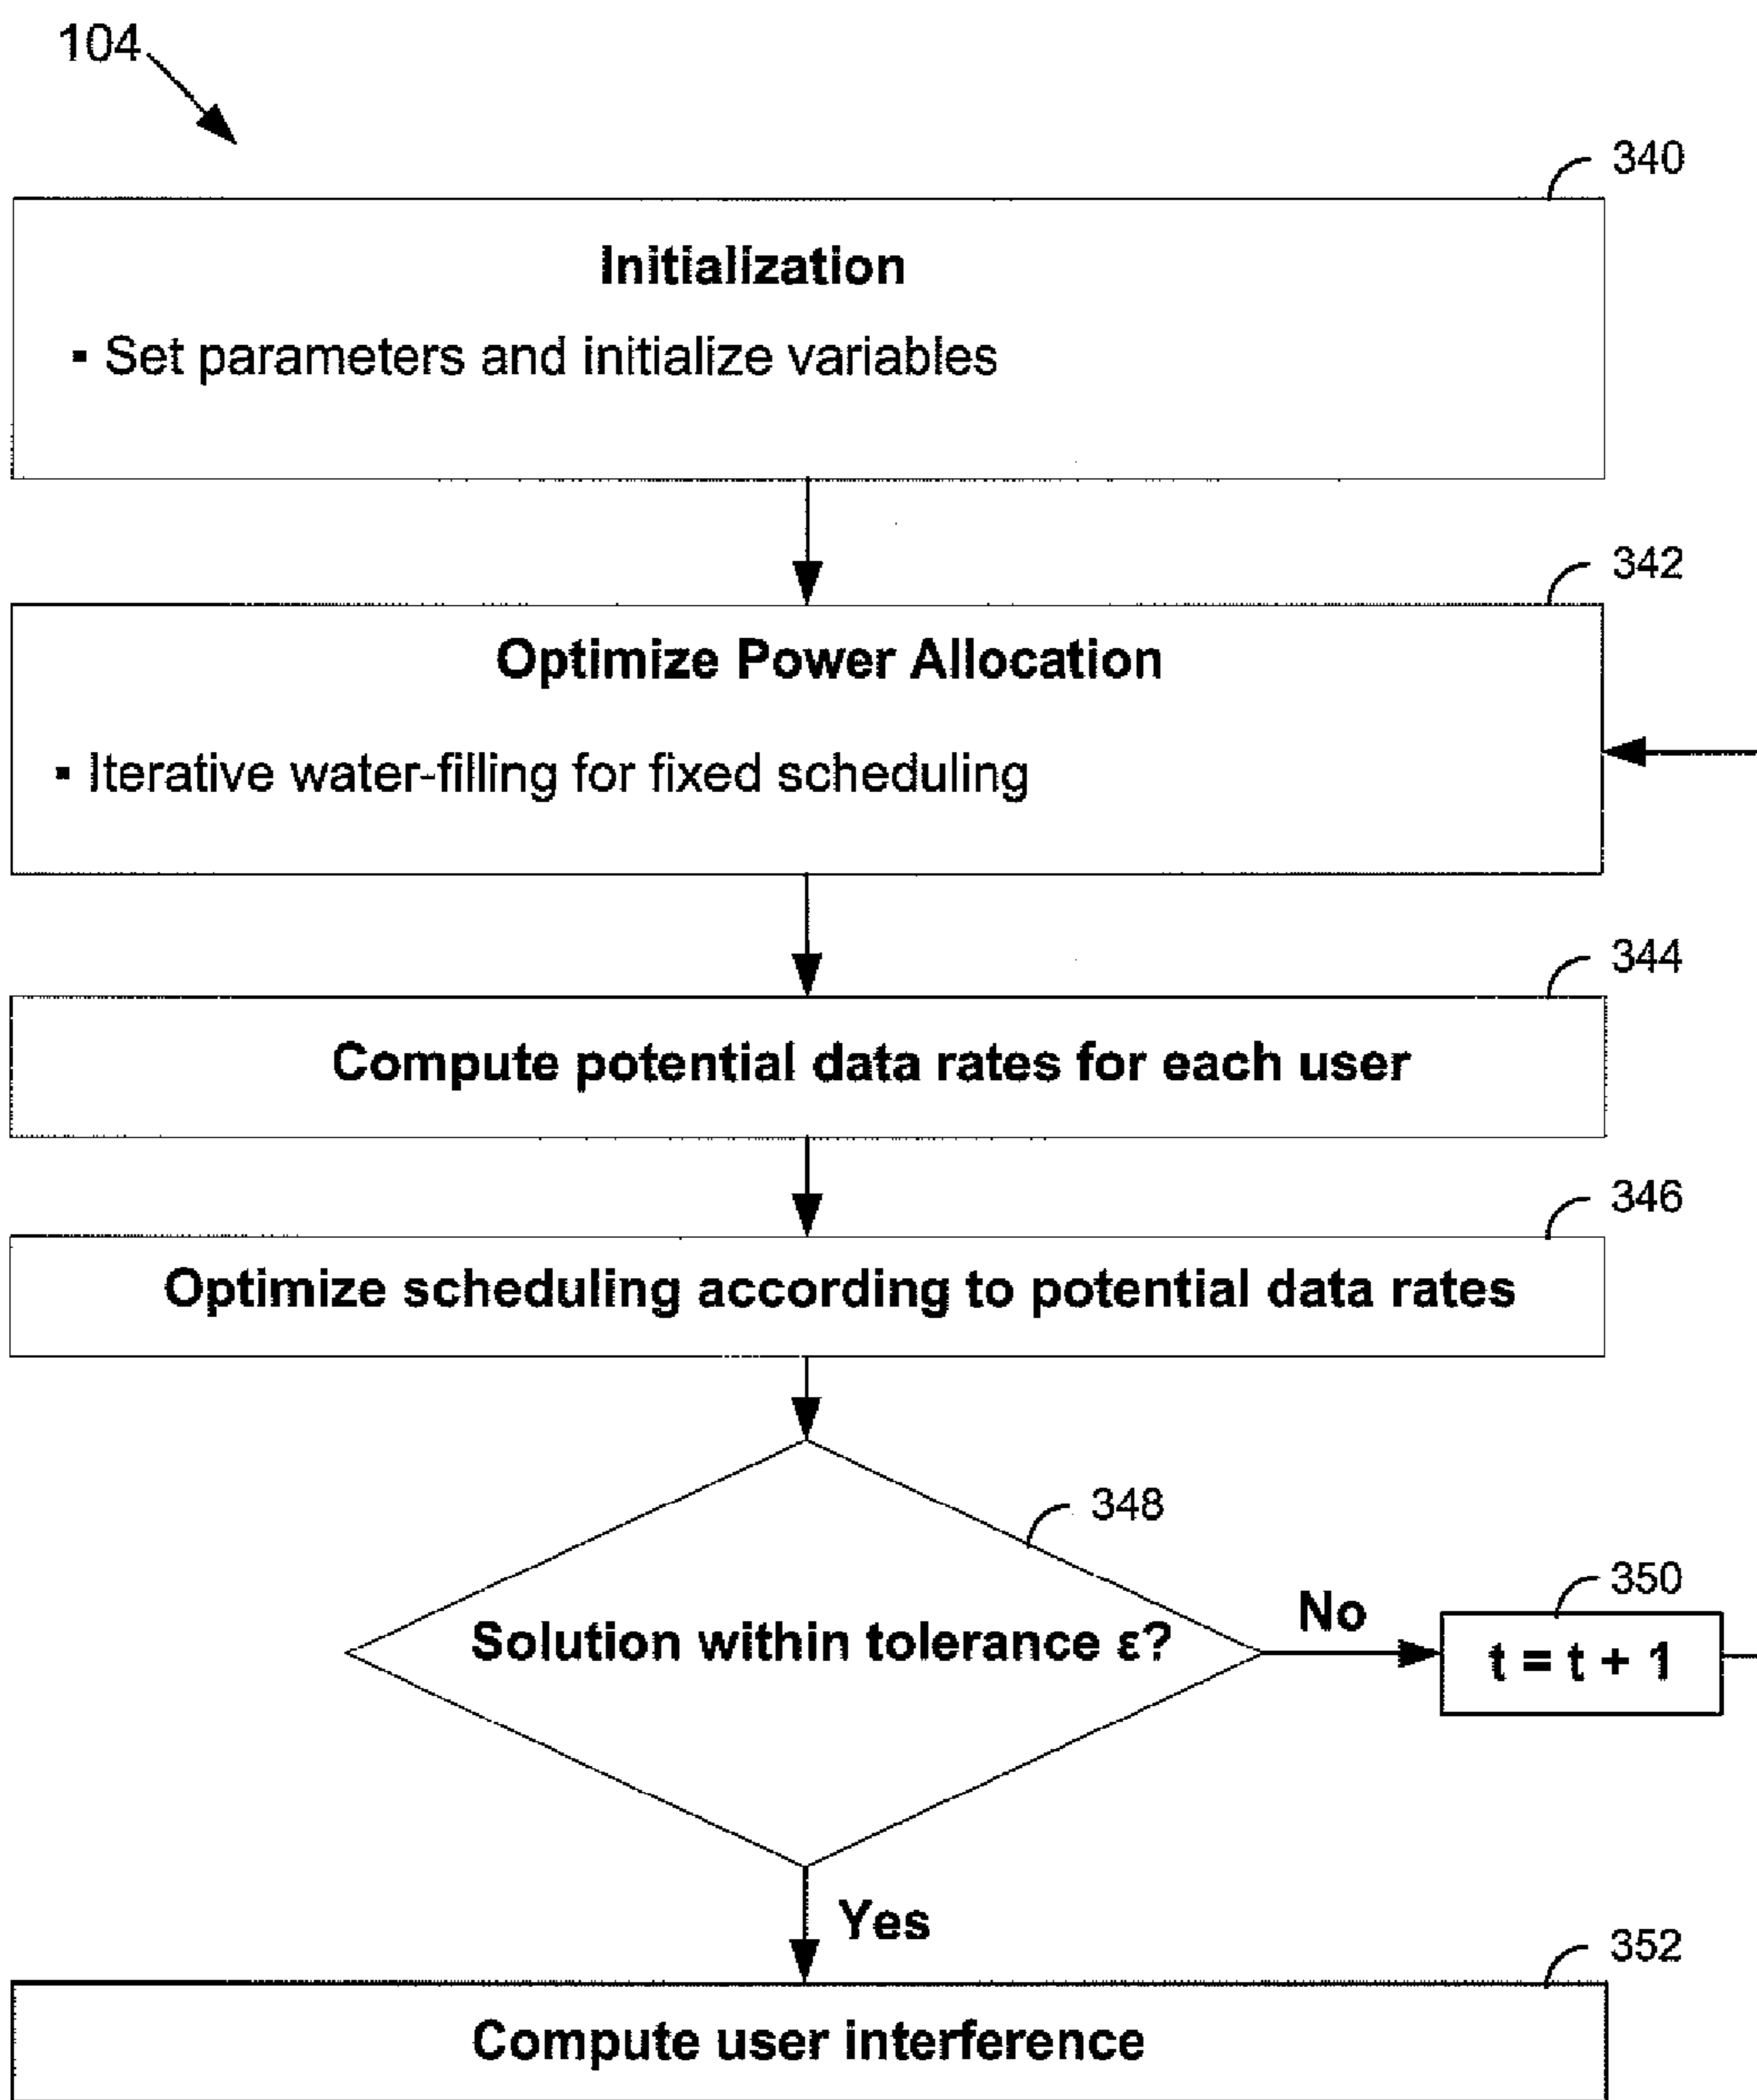 104
340
Initialization
▪ Set parameters and initialize variables
342
Optimize Power Allocation
▪ Iterative water-filling for fixed scheduling
344
Compute potential data rates for each user
346
Optimize scheduling according to potential data rates
348
Solution within tolerance ε?
No
350
t = t + 1
Yes
352
Compute user interference